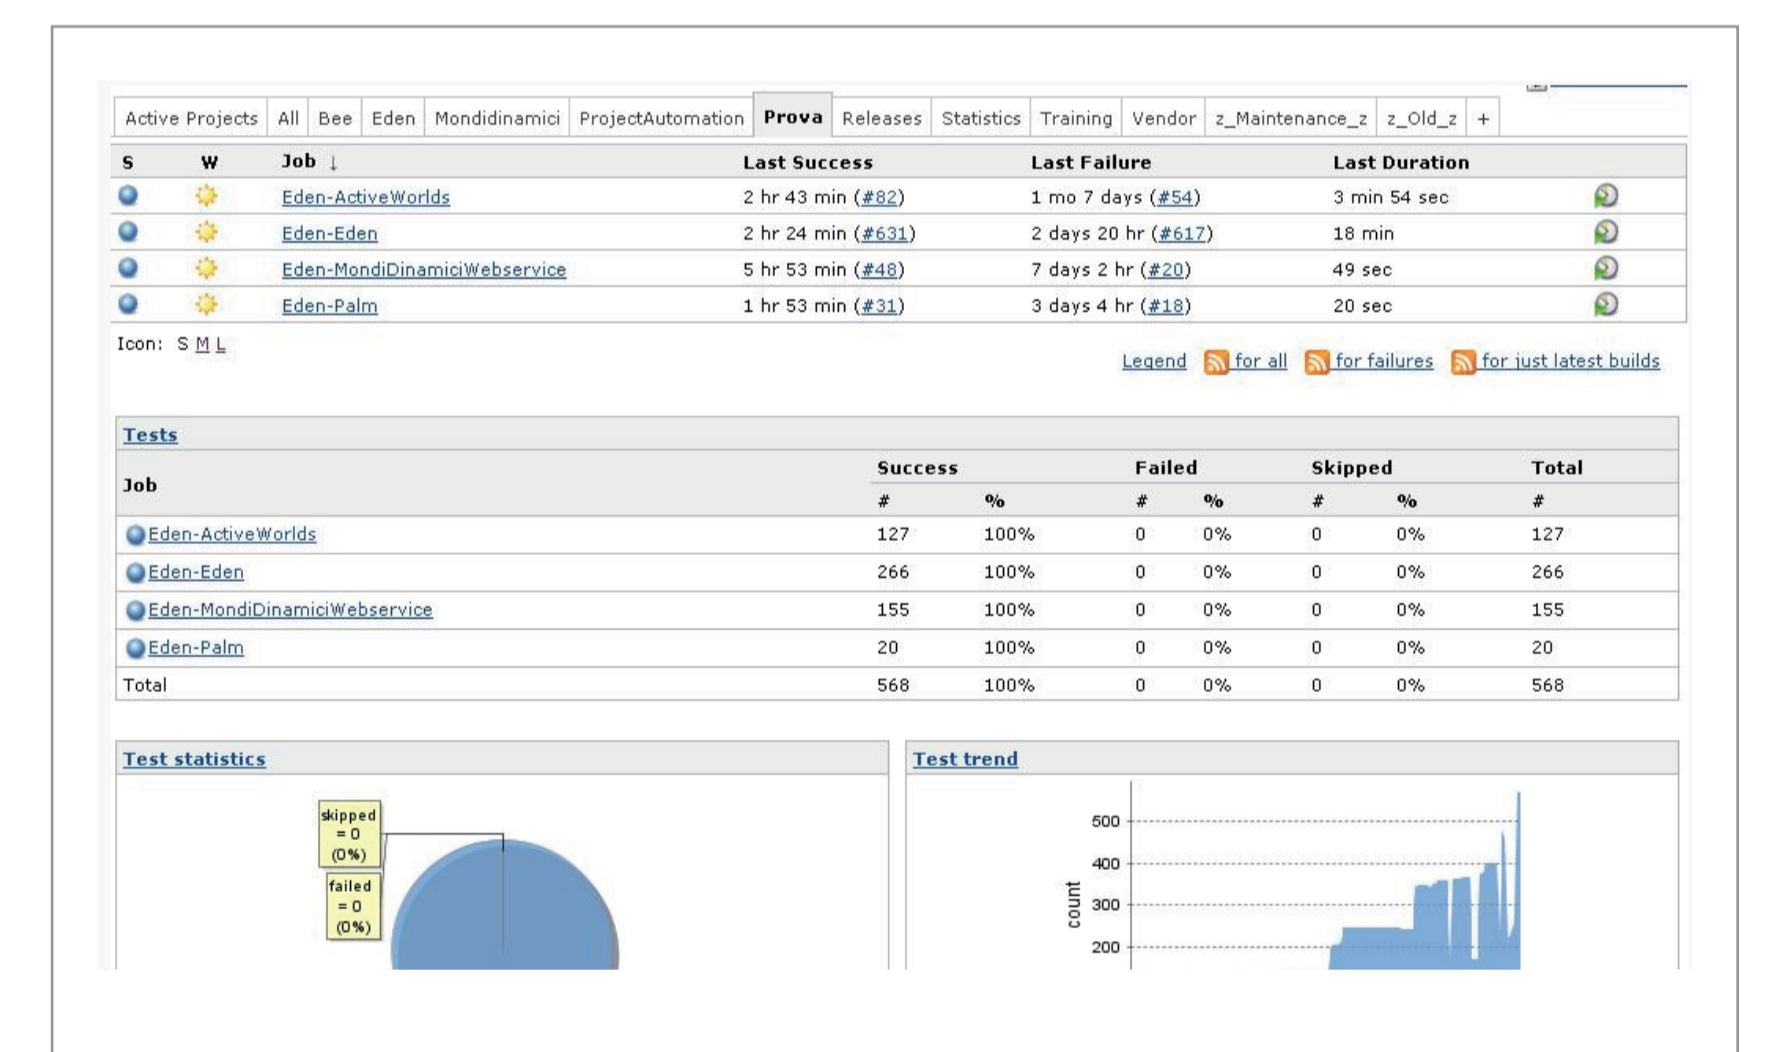 Active Projects All Bee Eden Mondidinamici ProjectAutomation Prova Releases Statistics Training Vendor z_Maintenance_z z_Old_z +
S W Job ↓ Last Success Last Failure Last Duration
Eden-ActiveWorlds 2 hr 43 min (#82) 1 mo 7 days (#54) 3 min 54 sec
Eden-Eden 2 hr 24 min (#631) 2 days 20 hr (#617) 18 min
Eden-MondiDinamiciWebservice 5 hr 53 min (#48) 7 days 2 hr (#20) 49 sec
Eden-Palm 1 hr 53 min (#31) 3 days 4 hr (#18) 20 sec
Icon: S M L
Legend for all for failures for just latest builds
Tests
Job Success Failed Skipped Total
# % # % # % #
Eden-ActiveWorlds 127 100% 0 0% 0 0% 127
Eden-Eden 266 100% 0 0% 0 0% 266
Eden-MondiDinamiciWebservice 155 100% 0 0% 0 0% 155
Eden-Palm 20 100% 0 0% 0 0% 20
Total 568 100% 0 0% 0 0% 568
Test statistics
skipped
= 0
(0%)
failed
= 0
(0%)
Test trend
500
400
300
200
count